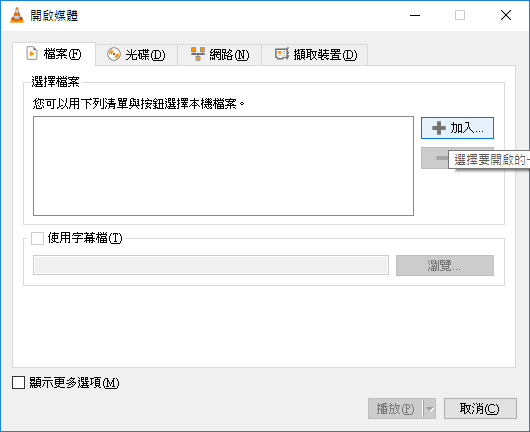 開啟媒體
檔案(F)
光碟(D)
網路(N)
擷取裝置(D)
選擇檔案
您可以用下列清單與按鈕選擇本機檔案。
加入...
選擇要開啟的一
使用字幕檔(T)
瀏覽...
顯示更多選項(M)
播放(P)
取消(C)